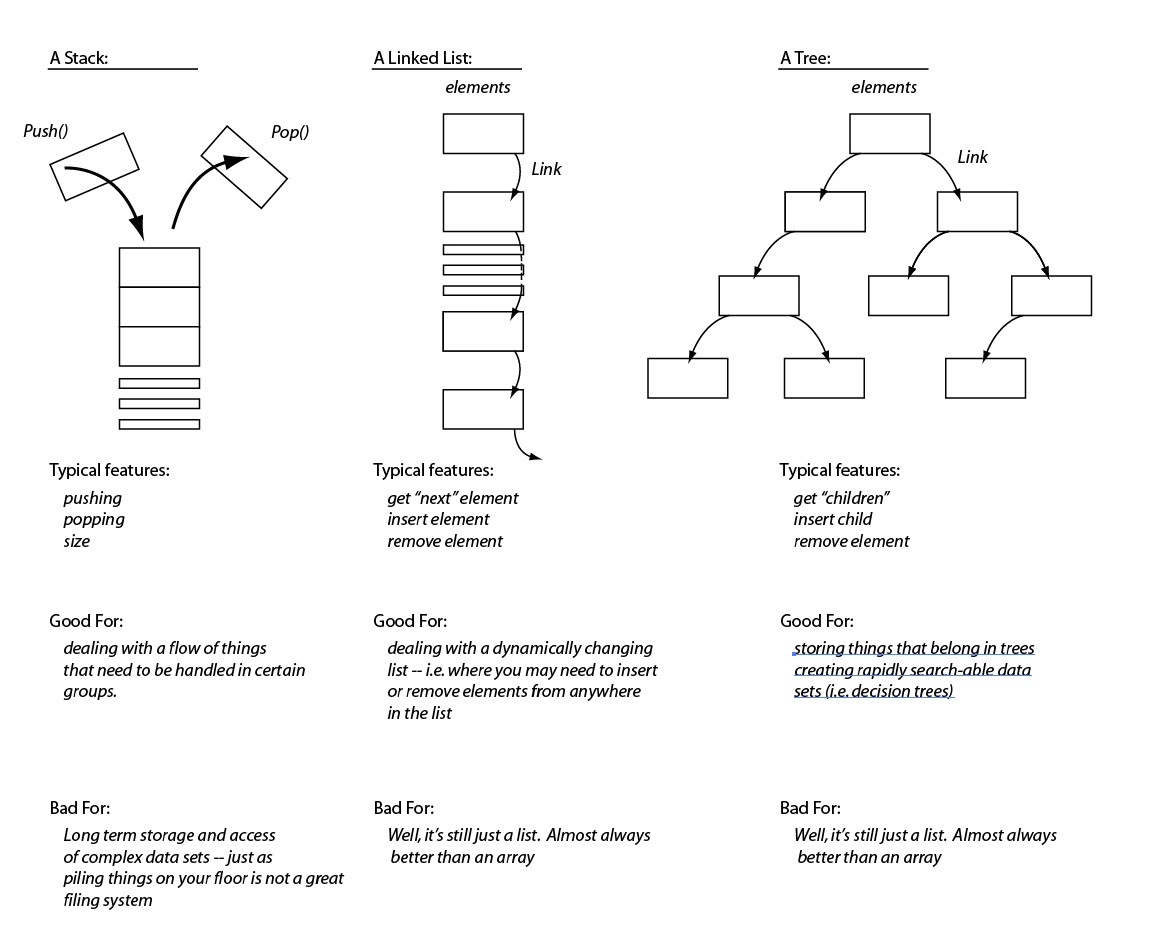 A Stack:
Push()
Pop()
Typical features:
pushing
popping
size
Good For:
dealing with a flow of things
that need to be handled in certain
groups.
Bad For:
Long term storage and access
of complex data sets -- just as
piling things on your floor is not a great
filing system
A Linked List:
elements
Link
Typical features:
get “next” element
insert element
remove element
Good For:
dealing with a dynamically changing
list -- i.e. where you may need to insert
or remove elements from anywhere
in the list
Bad For:
Well, it’s still just a list. Almost always
better than an array
A Tree:
elements
Link
Typical features:
get “children”
insert child
remove element
Good For:
storing things that belong in trees
creating rapidly search-able data
sets (i.e. decision trees)
Bad For:
Well, it’s still just a list. Almost always
better than an array